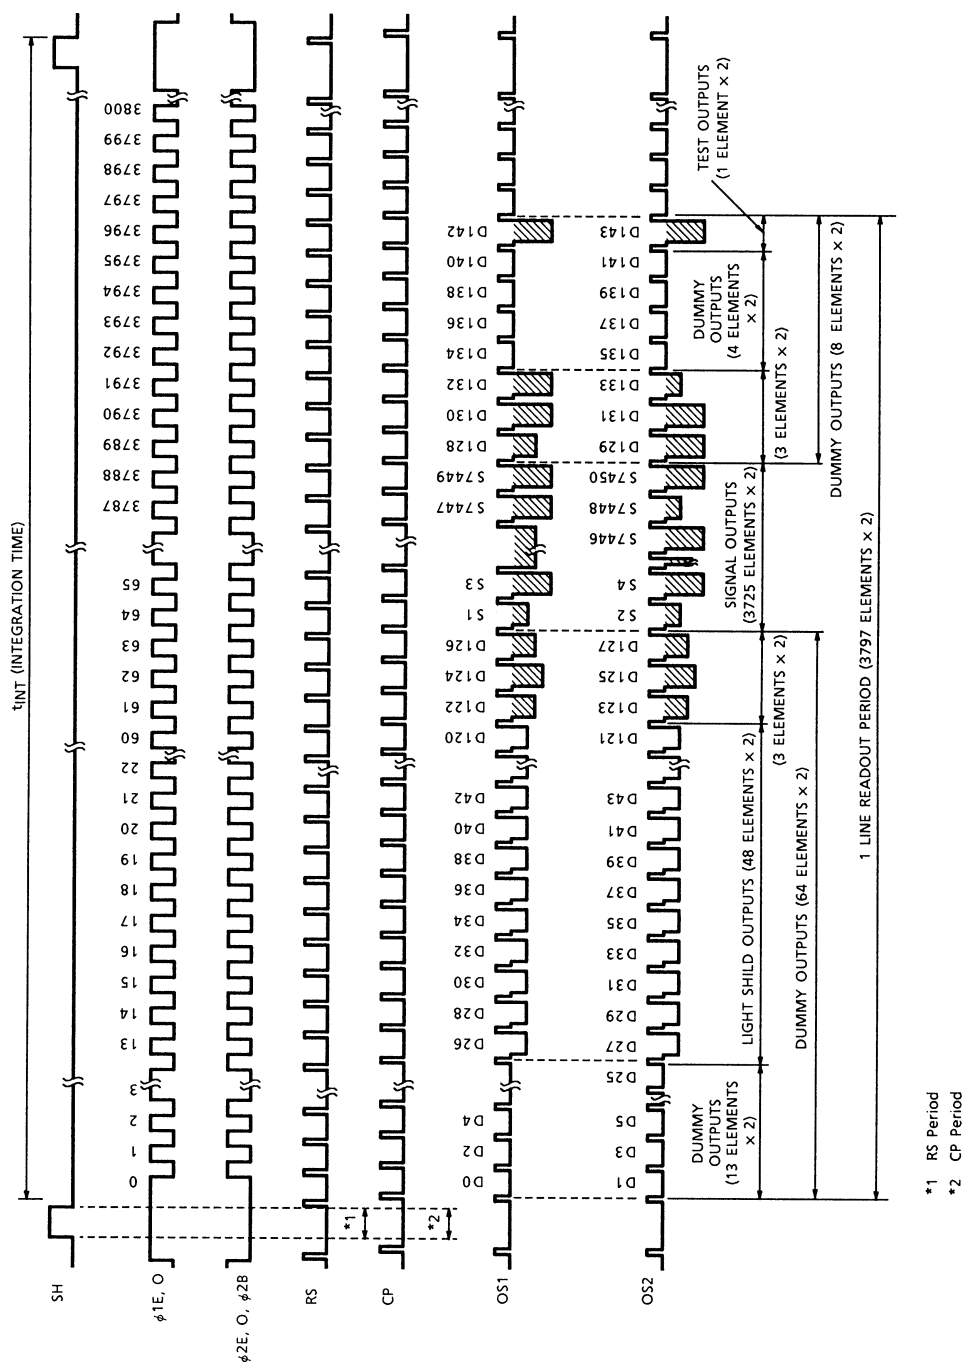 tINT (INTEGRATION TIME)
SH
φ1E, O
0 1 2 3 13 14 15 16 17 18 19 20 21 22 60 61 62 63 64 65 3787 3788 3789 3790 3791 3792 3793 3794 3795 3796 3797 3798 3799 3800
φ2E, O, φ2B
RS
*1
CP
*2
OS1
D0 D2 D4 D26 D28 D30 D32 D34 D36 D38 D40 D42 D120 D122 D124 D126 S1 S3 S7447 S7449 D128 D130 D132 D134 D136 D138 D140 D142
OS2
D1 D3 D5 D25 D27 D29 D31 D33 D35 D37 D39 D41 D43 D121 D123 D125 D127 S2 S4 S7446 S7448 S7450 D129 D131 D133 D135 D137 D139 D141 D143
DUMMY
OUTPUTS
(13 ELEMENTS
× 2)
LIGHT SHILD OUTPUTS (48 ELEMENTS × 2)
(3 ELEMENTS × 2)
SIGNAL OUTPUTS
(3725 ELEMENTS × 2)
(3 ELEMENTS × 2)
DUMMY
OUTPUTS
(4 ELEMENTS
× 2)
TEST OUTPUTS
(1 ELEMENT × 2)
DUMMY OUTPUTS (64 ELEMENTS × 2)
DUMMY OUTPUTS (8 ELEMENTS × 2)
1 LINE READOUT PERIOD (3797 ELEMENTS × 2)
*1 RS Period
*2 CP Period